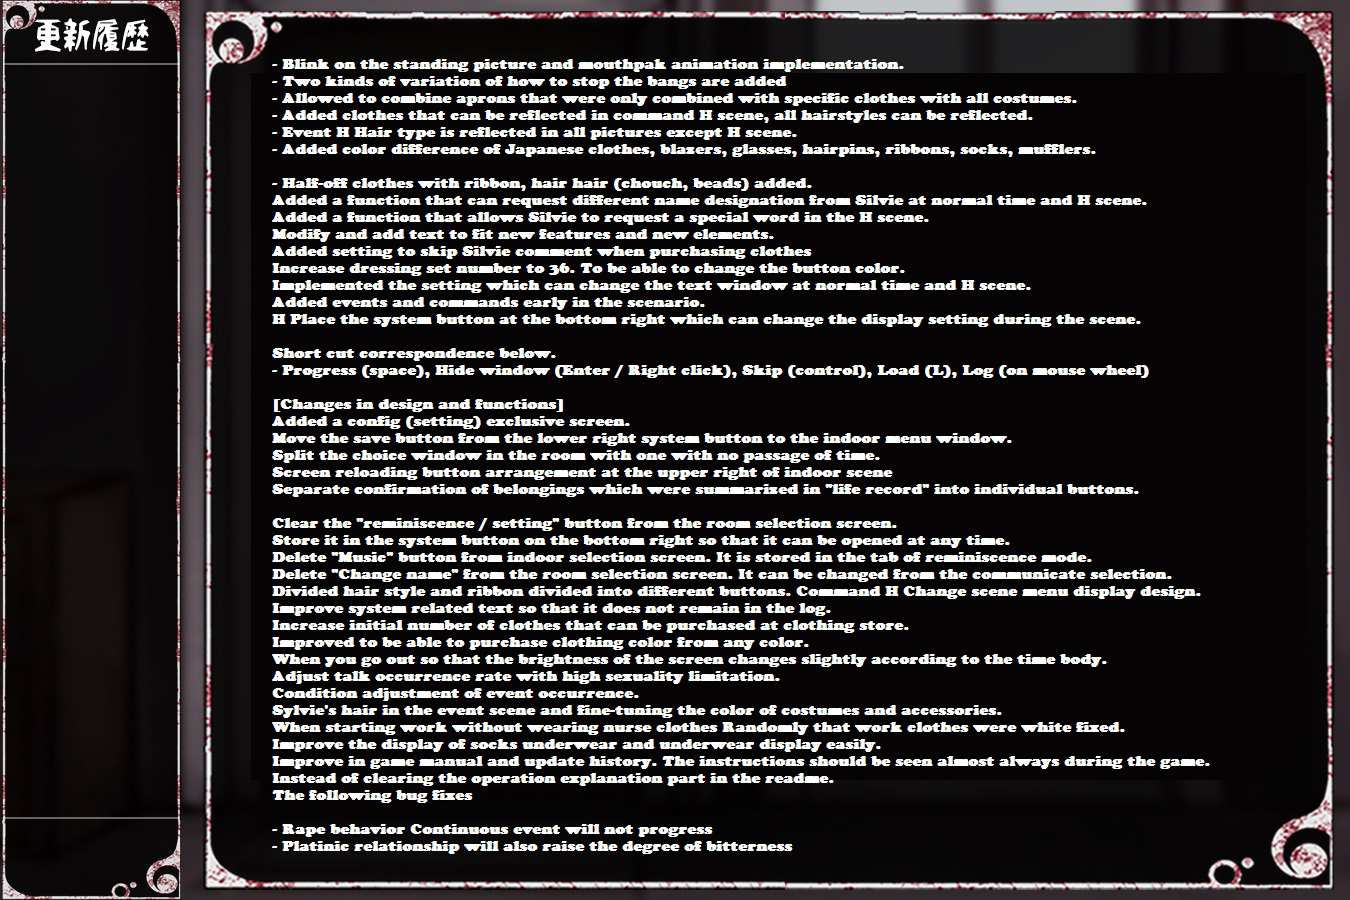 更新履歴
- Blink on the standing picture and mouthpak animation implementation.
- Two kinds of variation of how to stop the bangs are added
- Allowed to combine aprons that were only combined with specific clothes with all costumes.
- Added clothes that can be reflected in command H scene, all hairstyles can be reflected.
- Event H Hair type is reflected in all pictures except H scene.
- Added color difference of Japanese clothes, blazers, glasses, hairpins, ribbons, socks, mufflers.
- Half-off clothes with ribbon, hair hair (chouch, beads) added.
Added a function that can request different name designation from Silvie at normal time and H scene.
Added a function that allows Silvie to request a special word in the H scene.
Modify and add text to fit new features and new elements.
Added setting to skip Silvie comment when purchasing clothes
Increase dressing set number to 36. To be able to change the button color.
Implemented the setting which can change the text window at normal time and H scene.
Added events and commands early in the scenario.
H Place the system button at the bottom right which can change the display setting during the scene.
Short cut correspondence below.
- Progress (space), Hide window (Enter / Right click), Skip (control), Load (L), Log (on mouse wheel)
[Changes in design and functions]
Added a config (setting) exclusive screen.
Move the save button from the lower right system button to the indoor menu window.
Split the choice window in the room with one with no passage of time.
Screen reloading button arrangement at the upper right of indoor scene
Separate confirmation of belongings which were summarized in "life record" into individual buttons.
Clear the "reminiscence / setting" button from the room selection screen.
Store it in the system button on the bottom right so that it can be opened at any time.
Delete "Music" button from indoor selection screen. It is stored in the tab of reminiscence mode.
Delete "Change name" from the room selection screen. It can be changed from the communicate selection.
Divided hair style and ribbon divided into different buttons. Command H Change scene menu display design.
Improve system related text so that it does not remain in the log.
Increase initial number of clothes that can be purchased at clothing store.
Improved to be able to purchase clothing color from any color.
When you go out so that the brightness of the screen changes slightly according to the time body.
Adjust talk occurrence rate with high sexuality limitation.
Condition adjustment of event occurrence.
Sylvie's hair in the event scene and fine-tuning the color of costumes and accessories.
When starting work without wearing nurse clothes Randomly that work clothes were white fixed.
Improve the display of socks underwear and underwear display easily.
Improve in game manual and update history. The instructions should be seen almost always during the game.
Instead of clearing the operation explanation part in the readme.
The following bug fixes
- Rape behavior Continuous event will not progress
- Platinic relationship will also raise the degree of bitterness